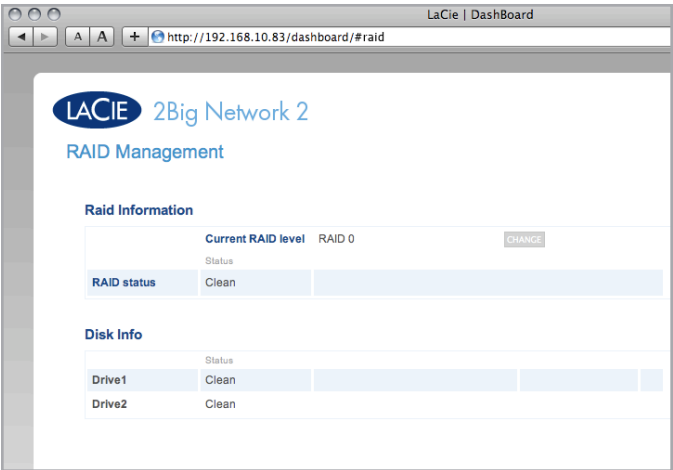 LaCie | DashBoard
A A + http://192.168.10.83/dashboard/#raid
LACIE 2Big Network 2
RAID Management
Raid Information
Current RAID level RAID 0 CHANGE
Status
RAID status Clean
Disk Info
Status
Drive1 Clean
Drive2 Clean